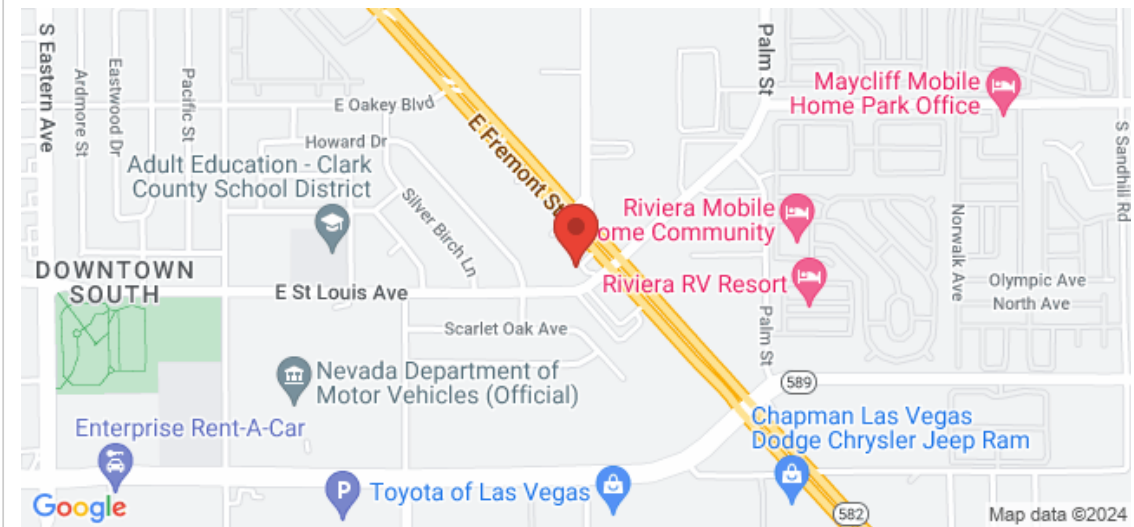 S Eastern Ave
Ardmore St
Eastwood Dr
Pacific St
E Oakey Blvd
Howard Dr
Adult Education - Clark
County School District
Silver Birch Ln
E Fremont St
Palm St
Maycliff Mobile
Home Park Office
S Sandhill Rd
Riviera Mobile
ome Community
Riviera RV Resort
Norwalk Ave
Olympic Ave
North Ave
DOWNTOWN
SOUTH
E St Louis Ave
Scarlet Oak Ave
Palm St
Nevada Department of
Motor Vehicles (Official)
589
Enterprise Rent-A-Car
Chapman Las Vegas
Dodge Chrysler Jeep Ram
P
Toyota of Las Vegas
582
Google
Map data ©2024